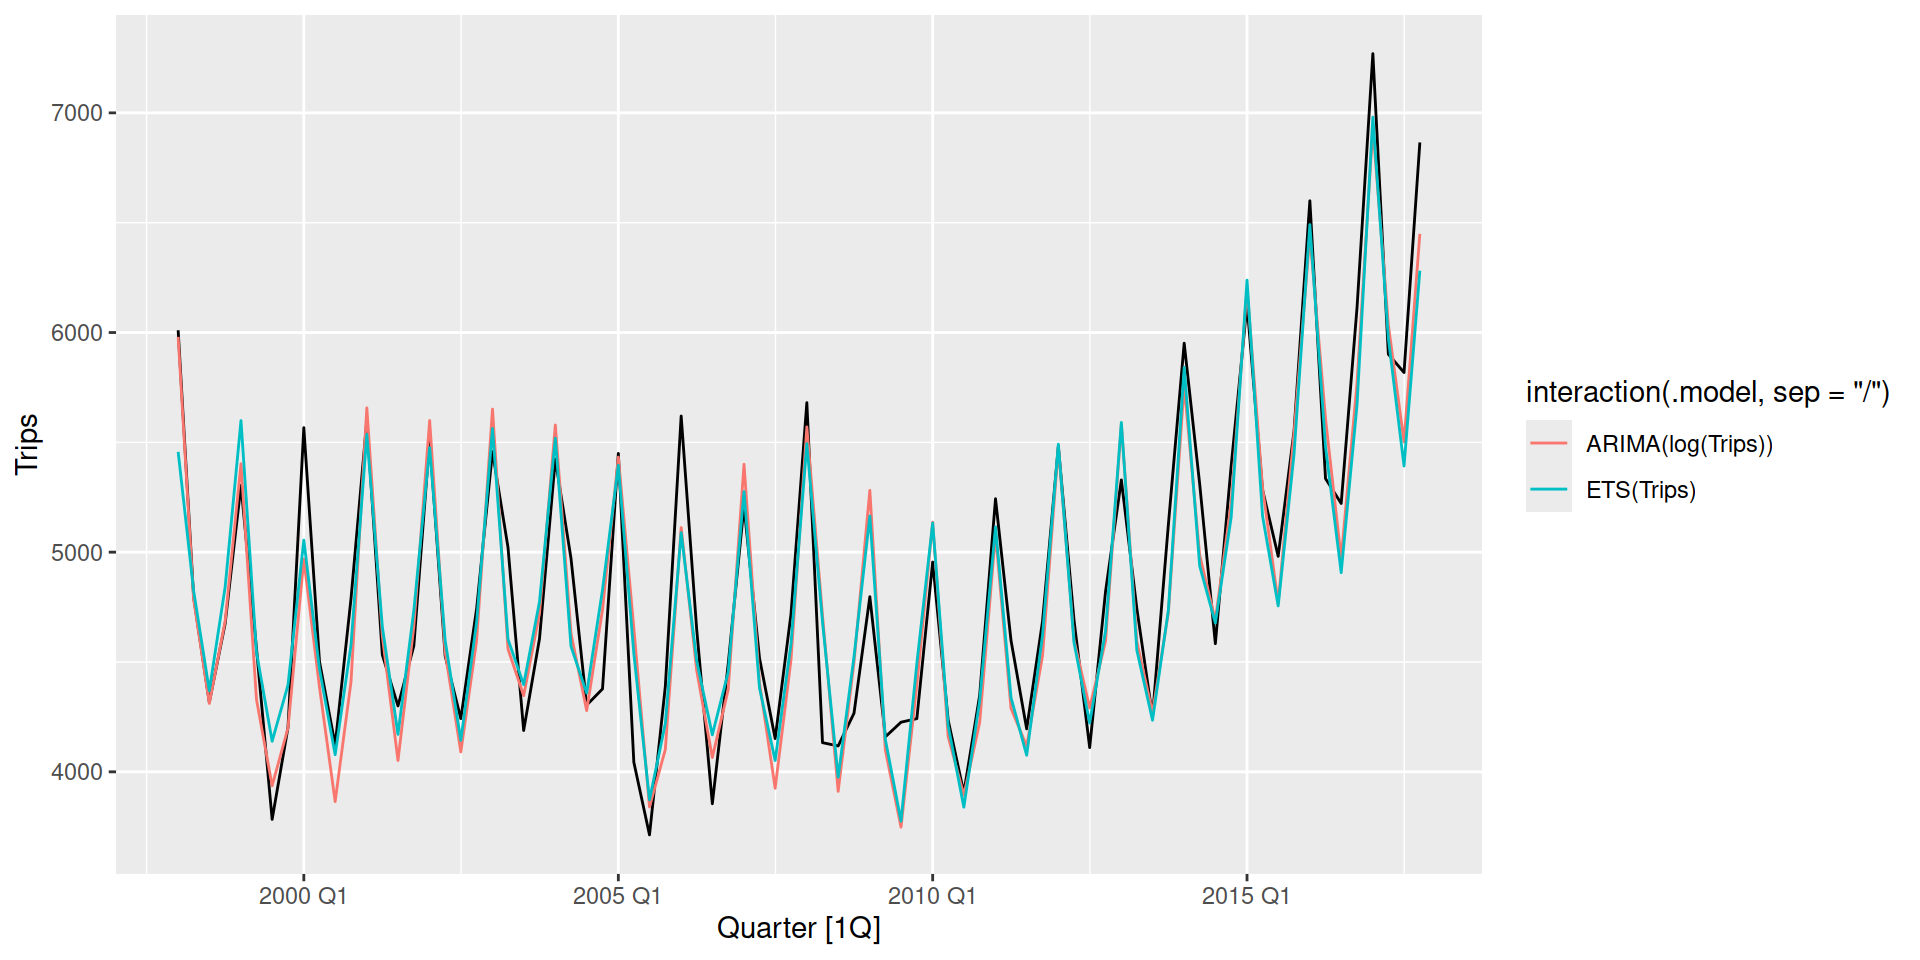 7000
6000
5000
4000
Trips
2000 Q1
2005 Q1
2010 Q1
2015 Q1
Quarter [1Q]
interaction(.model, sep = "/")
ARIMA(log(Trips))
ETS(Trips)